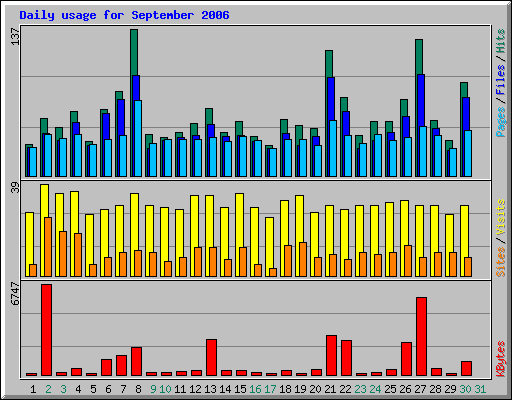 Daily usage for September 2006
137
Pages / Files / Hits
39
Sites / Visits
6747
KBytes
1 2 3 4 5 6 7 8 9 10 11 12 13 14 15 16 17 18 19 20 21 22 23 24 25 26 27 28 29 30 31